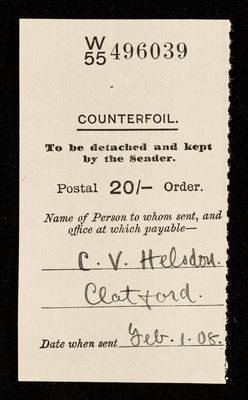 W
55 496039
COUNTERFOIL.
To be detached and kept
by the Sender.
Postal 20/- Order.
Name of Person to whom sent, and
office at which payable—
C. V. Helsdon.
Clatford.
Date when sent Feb. 1. 08.